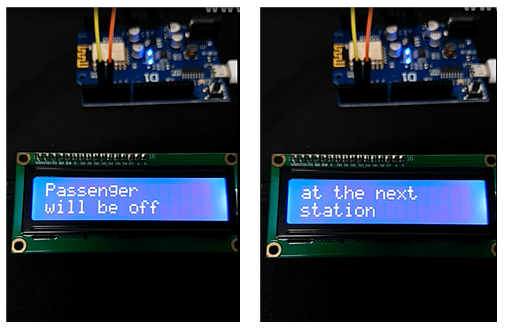 Passenger
will be off
at the next
station